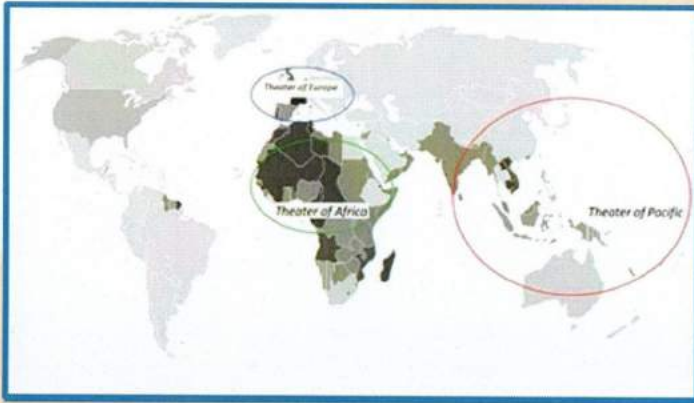 Theater of Europe
Theater of Africa
Theater of Pacific